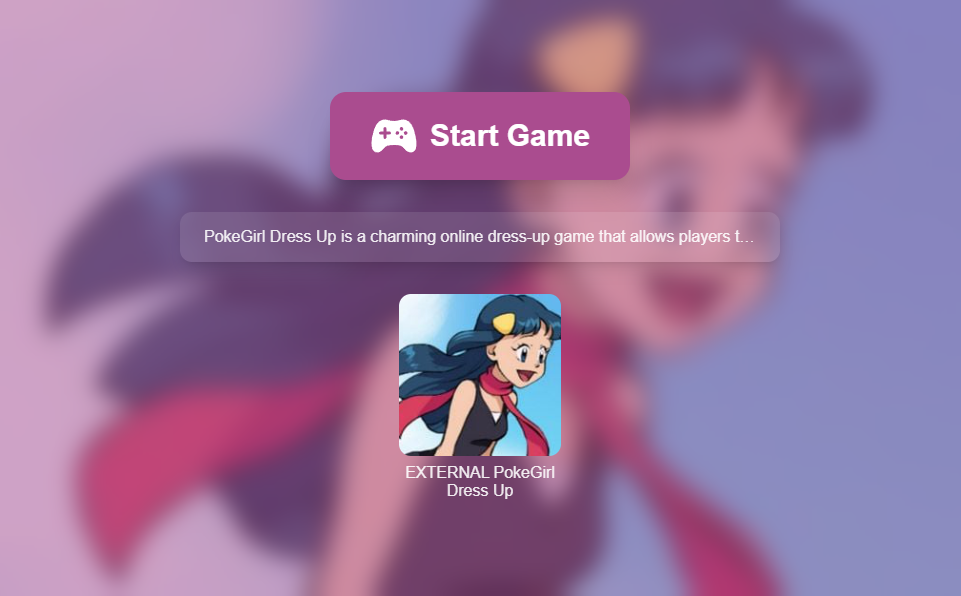 Start Game
PokeGirl Dress Up is a charming online dress-up game that allows players t...
EXTERNAL PokeGirl
Dress Up